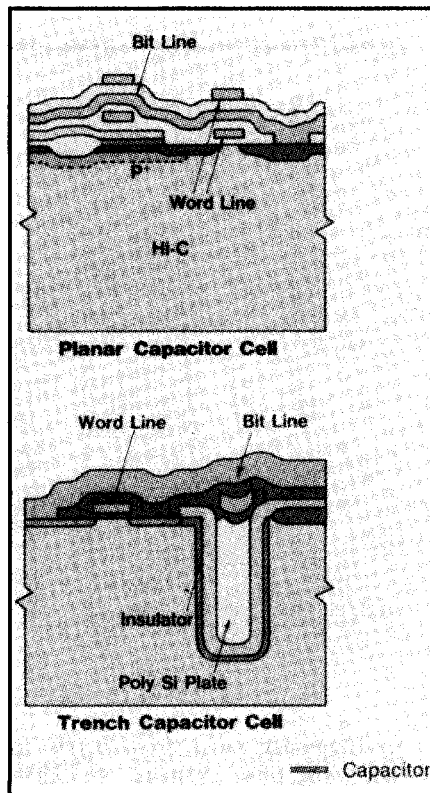 Bit Line
P+
Word Line
Hi-C
Planar Capacitor Cell
Word Line
Bit Line
Insulator
Poly Si Plate
Trench Capacitor Cell
Capacitor